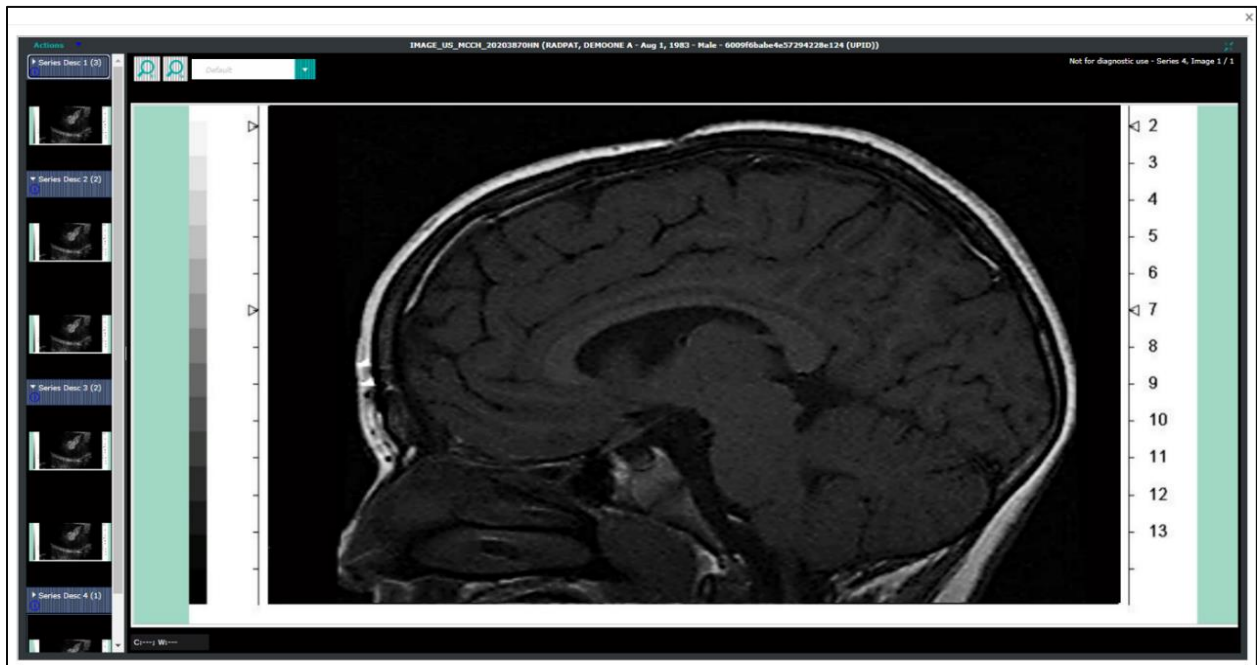 ×
Actions
IMAGE_US_MCCH_20203870HN (RADPAT, DEMOONE A - Aug 1, 1983 - Male - 6009f6babe4e57294228e124 (UPID))
Series Desc 1 (3)
Default
Not for diagnostic use - Series 4, Image 1 / 1
Series Desc 2 (2)
Series Desc 3 (2)
Series Desc 4 (1)
2
3
4
5
6
7
8
9
10
11
12
13
C:---; W:---